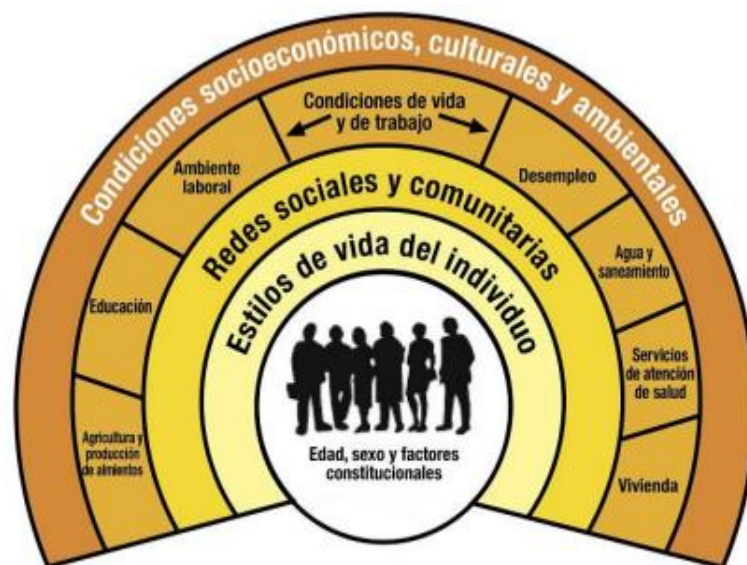 Condiciones socioeconómicos, culturales y ambientales
Condiciones de vida
y de trabajo
Ambiente
laboral
Desempleo
Redes sociales y comunitarias
Agua y
saneamiento
Estilos de vida del individuo
Educación
Servicios
de atención
de salud
Agricultura y
producción
de almientos
Edad, sexo y factores
constitucionales
Vivienda